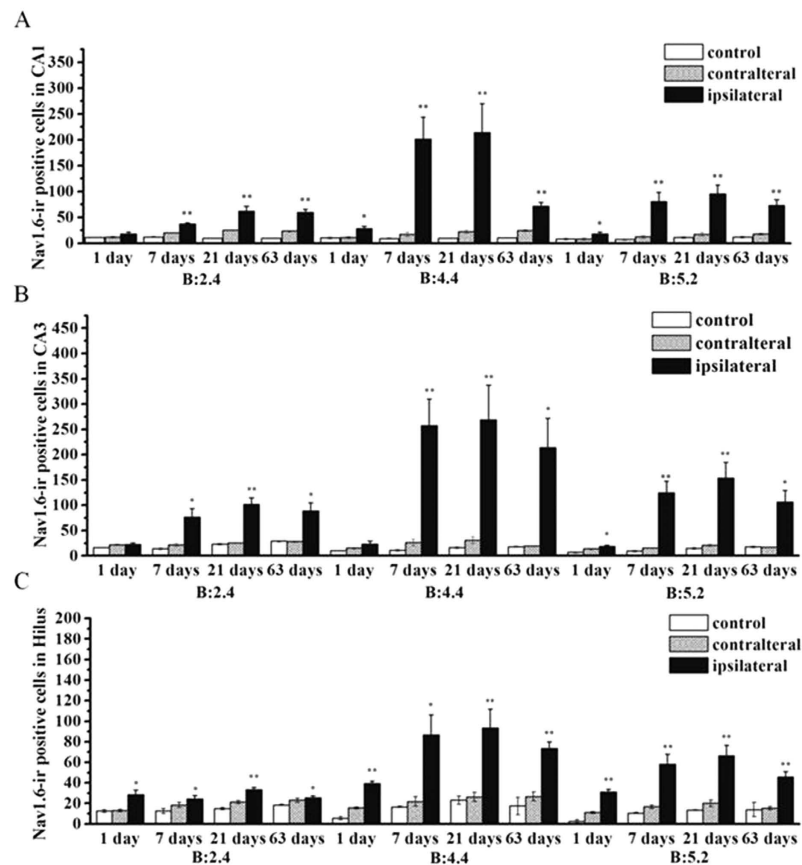 A
Nav1.6-ir positive cells in CA1
350
300
250
200
150
100
50
0
control
contralteral
ipsilateral
** ** ** * ** ** ** * ** ** **
1 day 7 days 21 days 63 days 1 day 7 days 21 days 63 days 1 day 7 days 21 days 63 days
B:2.4 B:4.4 B:5.2
B
Nav1.6-ir positive cells in CA3
450
400
350
300
250
200
150
100
50
0
control
contralteral
ipsilateral
* ** * ** ** * * ** ** *
1 day 7 days 21 days 63 days 1 day 7 days 21 days 63 days 1 day 7 days 21 days 63 days
B:2.4 B:4.4 B:5.2
C
Nav1.6-ir positive cells in Hilus
200
180
160
140
120
100
80
60
40
20
0
control
contralteral
ipsilateral
* * ** * ** * ** ** ** ** ** **
1 day 7 days 21 days 63 days 1 day 7 days 21 days 63 days 1 day 7 days 21 days 63 days
B:2.4 B:4.4 B:5.2